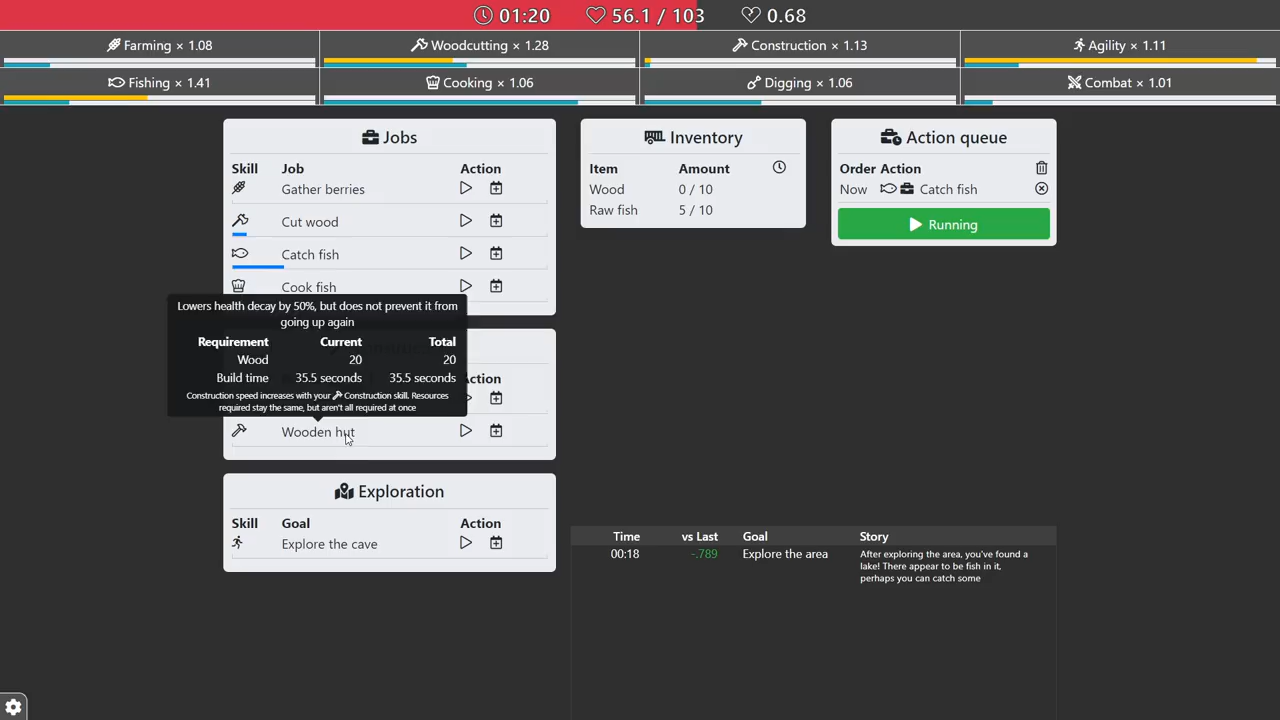 01:20 56.1 / 103 0.68
Farming × 1.08 Woodcutting × 1.28 Construction × 1.13 Agility × 1.11
Fishing × 1.41 Cooking × 1.06 Digging × 1.06 Combat × 1.01
Jobs
Skill Job Action
Gather berries
Cut wood
Catch fish
Cook fish
Lowers health decay by 50%, but does not prevent it from
going up again
Requirement Current Total
Wood 20 20
Build time 35.5 seconds 35.5 seconds
Construction speed increases with your Construction skill. Resources
required stay the same, but aren't all required at once
Action
Wooden hut
Exploration
Skill Goal Action
Explore the cave
Inventory
Item Amount
Wood 0 / 10
Raw fish 5 / 10
Action queue
Order Action
Now Catch fish
Running
Time vs Last Goal Story
00:18 -.789 Explore the area After exploring the area, you've found a
lake! There appear to be fish in it,
perhaps you can catch some